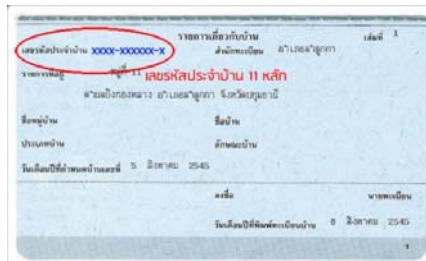 รายการเกี่ยวกับบ้าน เล่มที่ 1
เลขรหัสประจำบ้าน XXXX-XXXXXX-X สำนักทะเบียน อำเภอลำลูกกา
รายการที่อยู่ หมู่ที่ 11 เลขรหัสประจำบ้าน 11 หลัก
ตำบลบึงทองหลาง อำเภอลำลูกกา จังหวัดปทุมธานี
ชื่อหมู่บ้าน ชื่อบ้าน
ประเภทบ้าน ลักษณะบ้าน
วันเดือนปีที่กำหนดบ้านเลขที่ 5 สิงหาคม 2545
ลงชื่อ นายทะเบียน
วันเดือนปีที่พิมพ์ทะเบียนบ้าน 8 สิงหาคม 2545
1